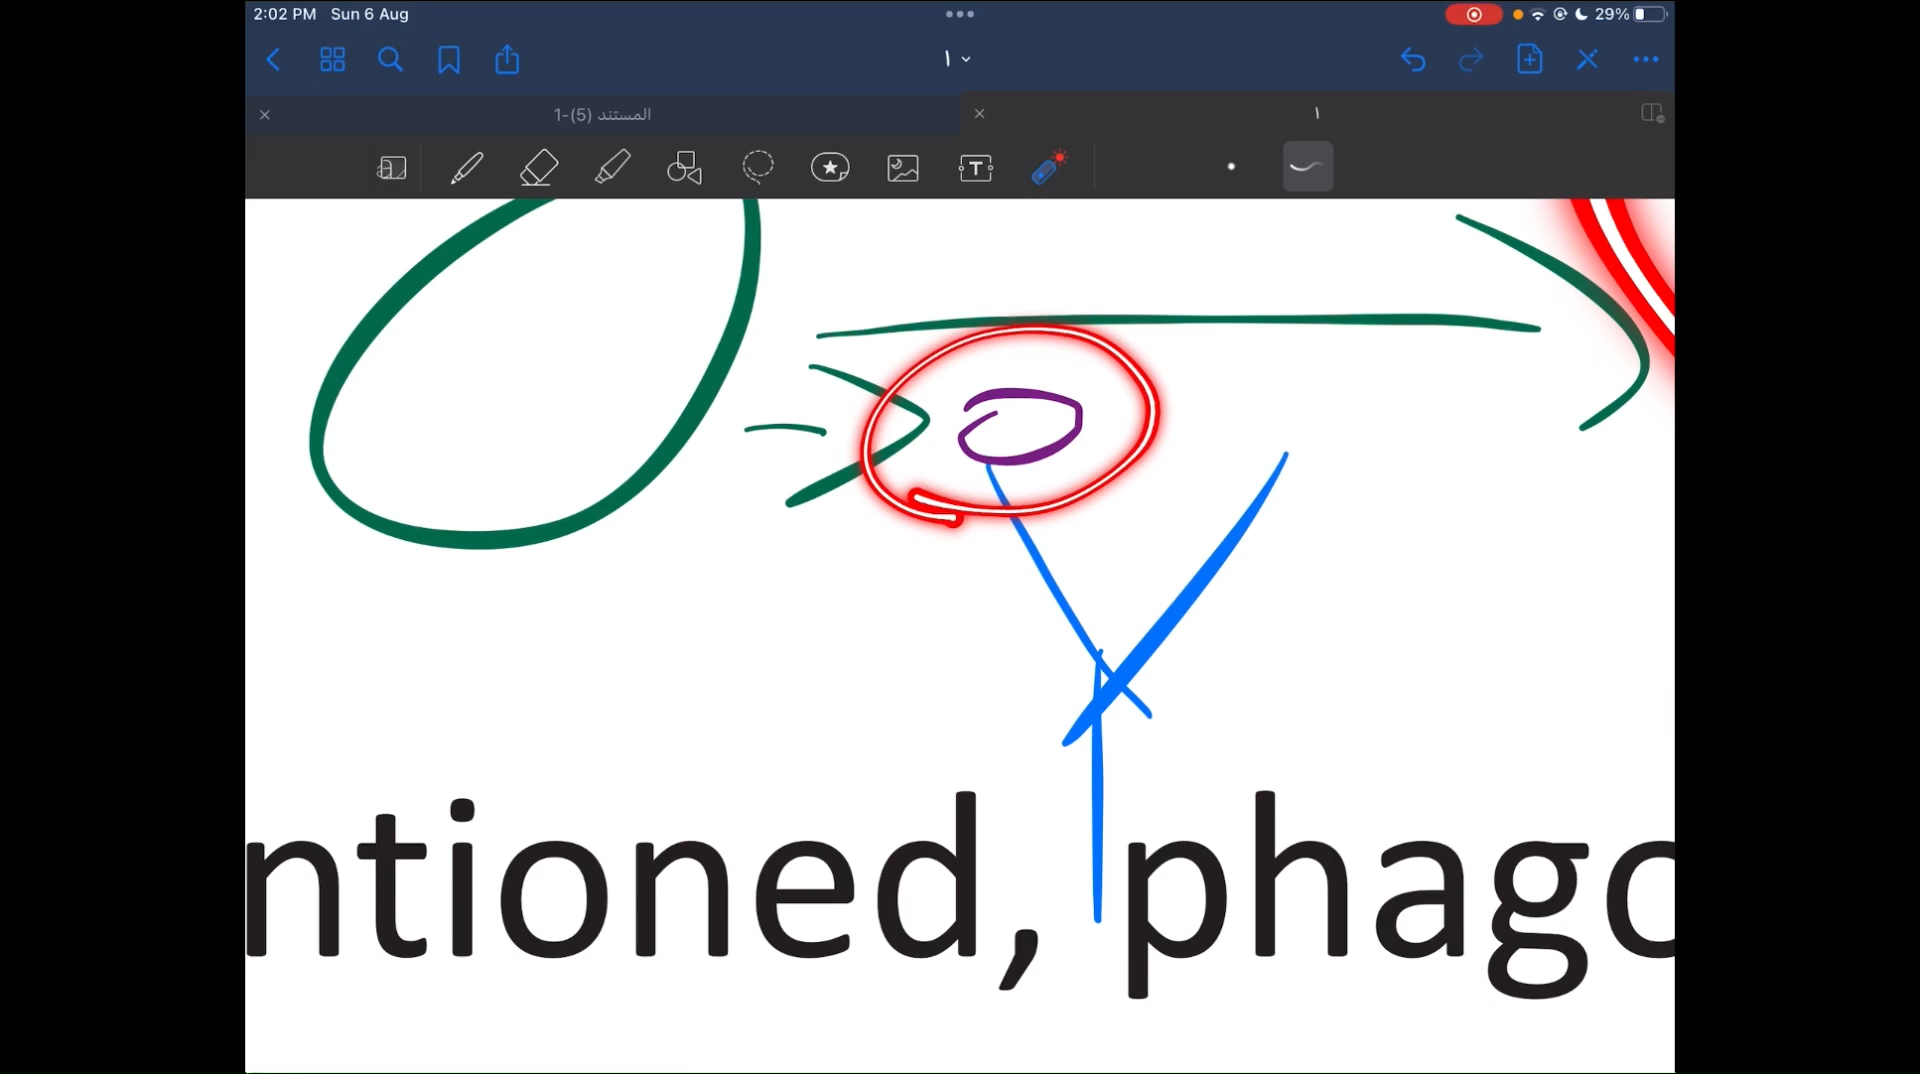 2:02 PM Sun 6 Aug
29%
١
المستند (5)-1
١
ntioned, phago